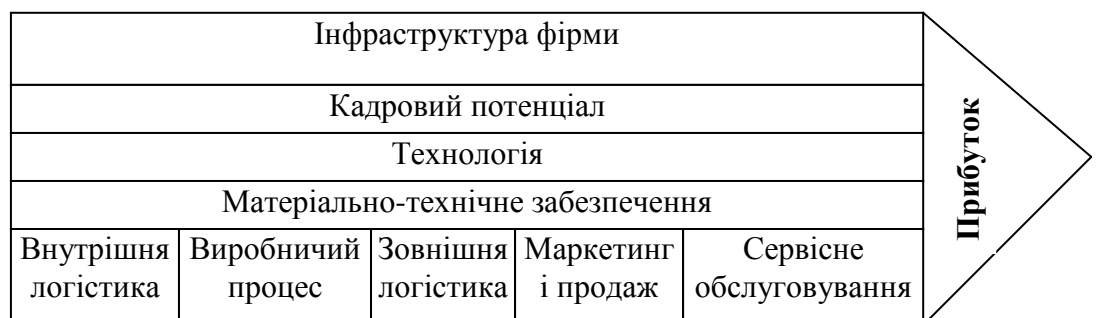 Інфраструктура фірми
Кадровий потенціал
Технологія
Матеріально-технічне забезпечення
Внутрішня
логістика
Виробничий
процес
Зовнішня
логістика
Маркетинг
і продаж
Сервісне
обслуговування
Прибуток